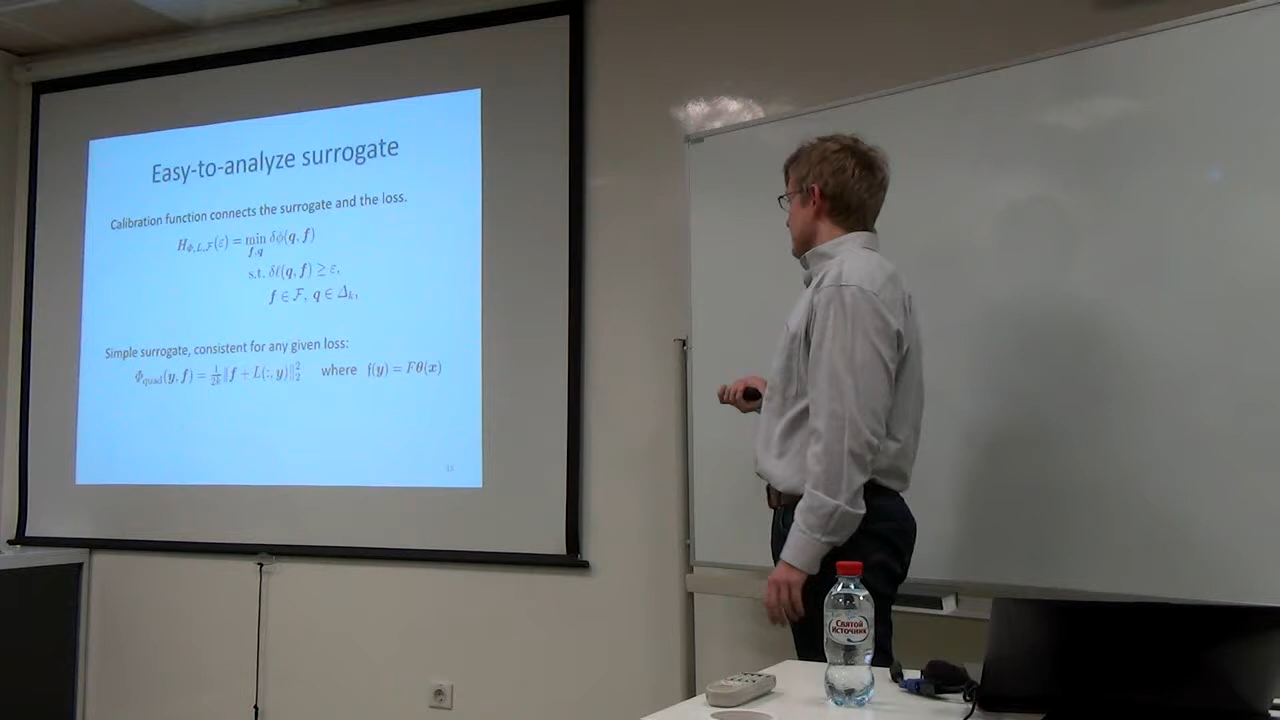 Easy-to-analyze surrogate
Calibration function connects the surrogate and the loss.
H_{Φ,L,𝓕}(ε) = min_{f,q} δϕ(q, f)
s.t. δℓ(q, f) ≥ ε,
f ∈ 𝓕, q ∈ Δ_k,
Simple surrogate, consistent for any given loss:
Φ_quad(y, f) = 1/2k ‖f + L(:, y)‖₂² where f(y) = Fθ(x)
Святой
Источник